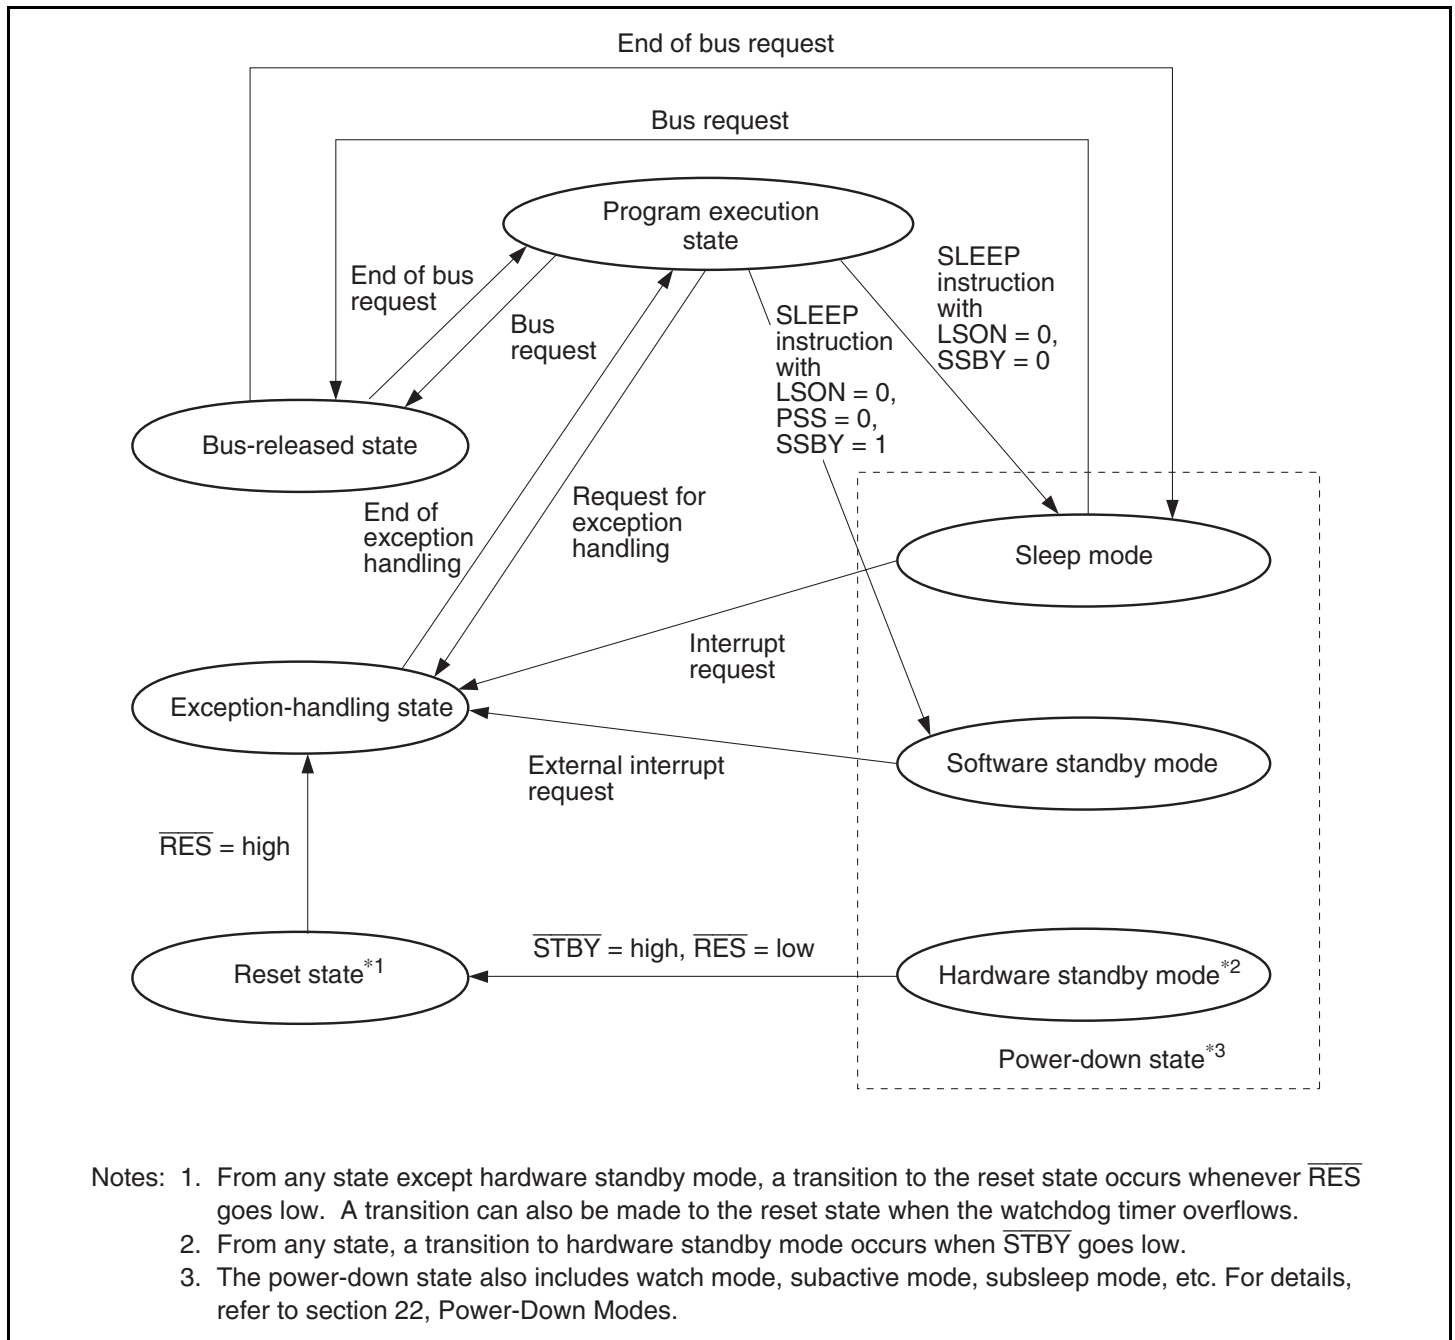 End of bus request
Bus request
Program execution
state
End of bus
request
Bus
request
SLEEP
instruction
with
LSON = 0,
PSS = 0,
SSBY = 1
SLEEP
instruction
with
LSON = 0,
SSBY = 0
Bus-released state
End of
exception
handling
Request for
exception
handling
Sleep mode
Interrupt
request
Exception-handling state
External interrupt
request
Software standby mode
R̅E̅S̅ = high
S̅T̅B̅Y̅ = high, R̅E̅S̅ = low
Reset state*1
Hardware standby mode*2
Power-down state*3
Notes: 1. From any state except hardware standby mode, a transition to the reset state occurs whenever R̅E̅S̅
goes low. A transition can also be made to the reset state when the watchdog timer overflows.
2. From any state, a transition to hardware standby mode occurs when S̅T̅B̅Y̅ goes low.
3. The power-down state also includes watch mode, subactive mode, subsleep mode, etc. For details,
refer to section 22, Power-Down Modes.